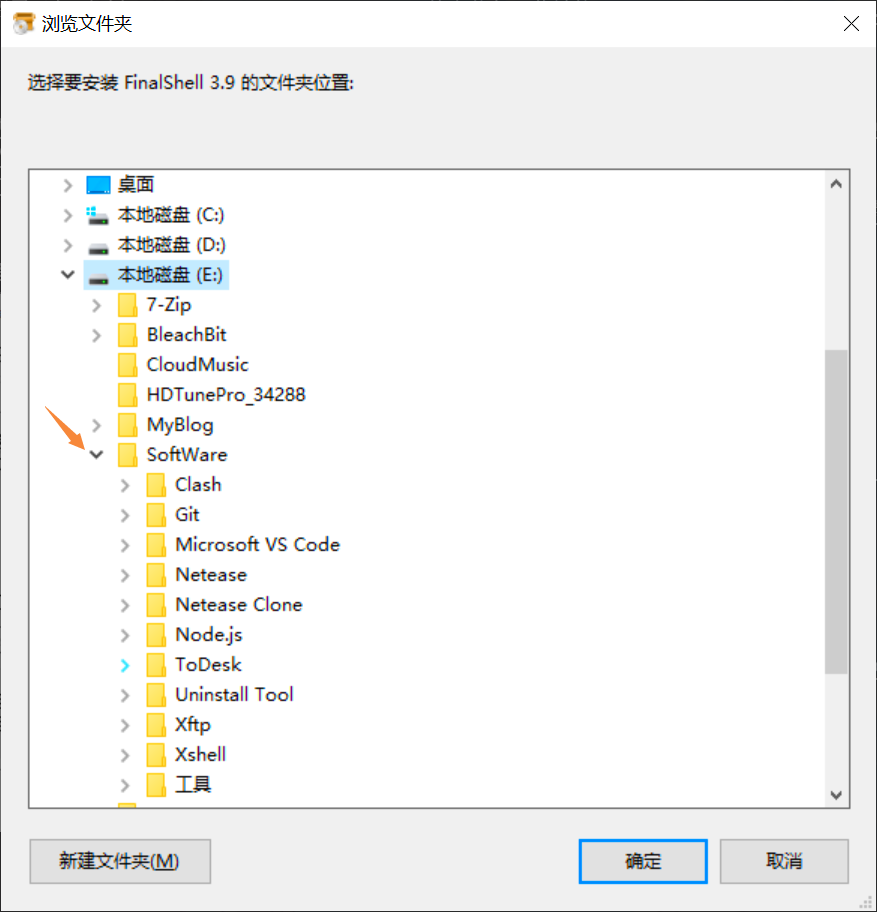 浏览文件夹
选择要安装 FinalShell 3.9 的文件夹位置:
桌面
本地磁盘 (C:)
本地磁盘 (D:)
本地磁盘 (E:)
7-Zip
BleachBit
CloudMusic
HDTunePro_34288
MyBlog
SoftWare
Clash
Git
Microsoft VS Code
Netease
Netease Clone
Node.js
ToDesk
Uninstall Tool
Xftp
Xshell
工具
新建文件夹(M) 确定 取消